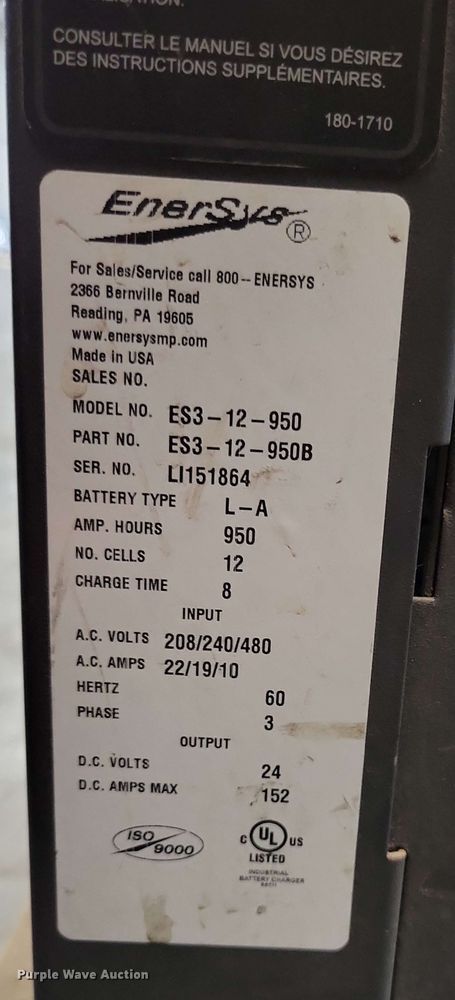 CONSULTER LE MANUEL SI VOUS DÉSIREZ
DES INSTRUCTIONS SUPPLÉMENTAIRES.
180-1710
EnerSys ®
For Sales/Service call 800--ENERSYS
2366 Bernville Road
Reading, PA 19605
www.enersysmp.com
Made in USA
SALES NO.
MODEL NO. ES3-12-950
PART NO. ES3-12-950B
SER. NO. LI151864
BATTERY TYPE L-A
AMP. HOURS 950
NO. CELLS 12
CHARGE TIME 8
INPUT
A.C. VOLTS 208/240/480
A.C. AMPS 22/19/10
HERTZ 60
PHASE 3
OUTPUT
D.C. VOLTS 24
D.C. AMPS MAX 152
ISO 9000
C UL US
LISTED
INDUSTRIAL
BATTERY CHARGER
Purple Wave Auction